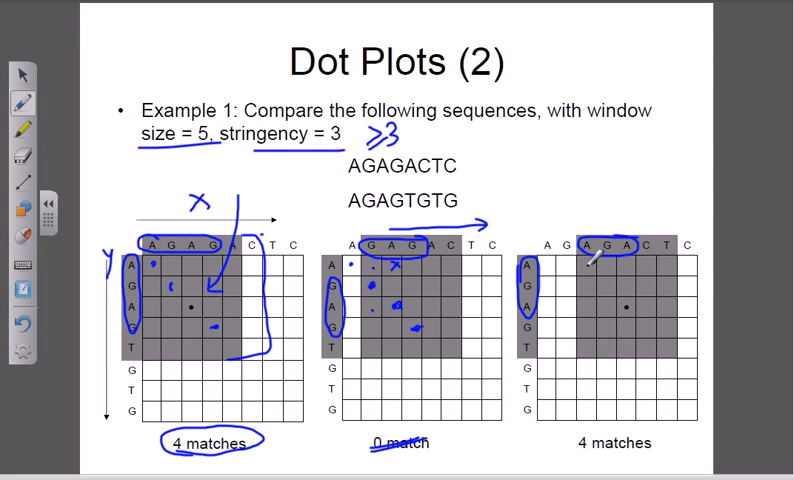 Dot Plots (2)
• Example 1: Compare the following sequences, with window
size = 5, stringency = 3 ≥3
AGAGACTC
AGAGTGTG
X
y
A G A G A C T C
A
G
A
G
T
G
T
G
4 matches
A G A G A C T C
A
G
A
G
T
G
T
G
0 match
A G A G A C T C
A
G
A
G
T
G
T
G
4 matches